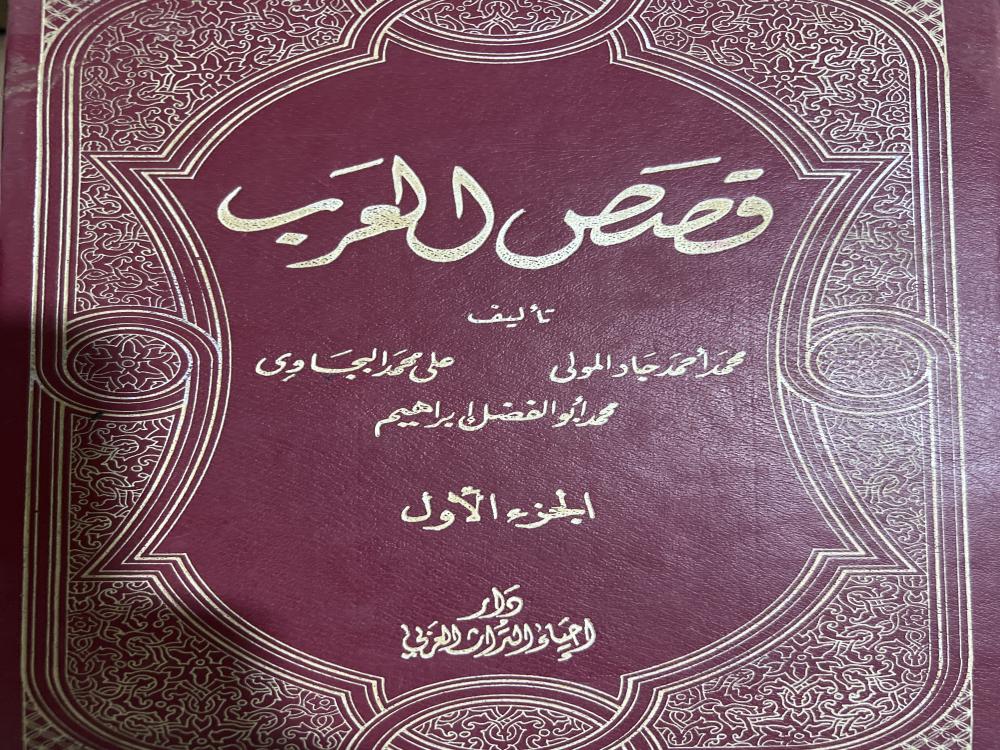 قصص العرب
تأليف
محمد أحمد جاد المولى علي محمد البجاوي
محمد أبو الفضل إبراهيم
الجزء الأول
دار
إحياء التراث العربي